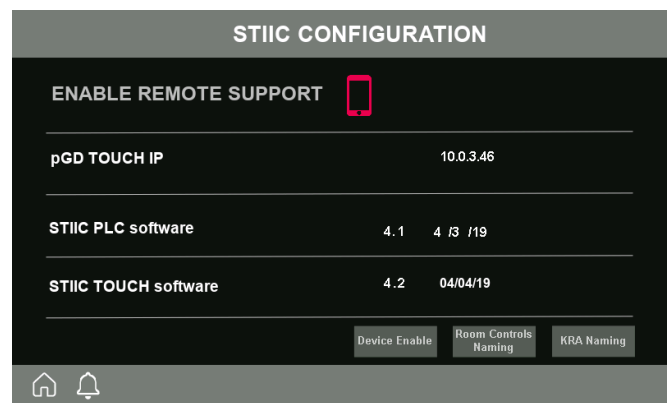 STIIC CONFIGURATION
ENABLE REMOTE SUPPORT
pGD TOUCH IP 10.0.3.46
STIIC PLC software 4.1 4 /3 /19
STIIC TOUCH software 4.2 04/04/19
Device Enable
Room Controls
Naming
KRA Naming